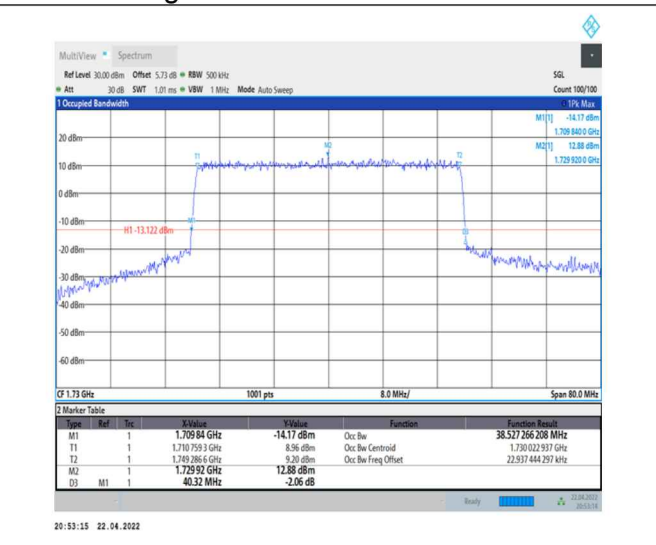 MultiView Spectrum
Ref Level 30.00 dBm Offset 5.73 dB RBW 500 kHz SGL
Att 30 dB SWT 1.01 ms VBW 1 MHz Mode Auto Sweep Count 100/100
1 Occupied Bandwidth 1Pk Max
M1[1] -14.17 dBm
1.709 840 0 GHz
M2[1] 12.88 dBm
1.729 920 0 GHz
20 dBm
M2
T1 T2
10 dBm
0 dBm
-10 dBm
M1
H1 -13.122 dBm
D3
-20 dBm
-30 dBm
-40 dBm
-50 dBm
-60 dBm
CF 1.73 GHz 1001 pts 8.0 MHz/ Span 80.0 MHz
2 Marker Table
Type Ref Trc X-Value Y-Value Function Function Result
M1 1 1.709 84 GHz -14.17 dBm Occ Bw 38.527 266 208 MHz
T1 1 1.710 759 3 GHz 8.96 dBm Occ Bw Centroid 1.730 022 937 GHz
T2 1 1.749 286 6 GHz 9.20 dBm Occ Bw Freq Offset 22.937 444 297 kHz
M2 1 1.729 92 GHz 12.88 dBm
D3 M1 1 40.32 MHz -2.06 dB
Ready 22.04.2022
20:53:14
20:53:15 22.04.2022